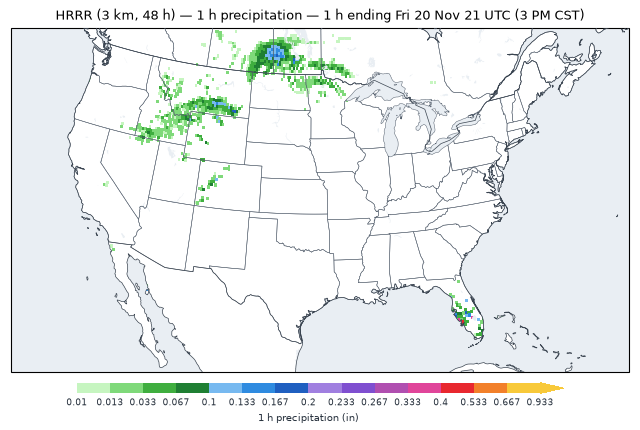 HRRR (3 km, 48 h) — 1 h precipitation — 1 h ending Fri 20 Nov 21 UTC (3 PM CST)
0.01 0.013 0.033 0.067 0.1 0.133 0.167 0.2 0.233 0.267 0.333 0.4 0.533 0.667 0.933
1 h precipitation (in)